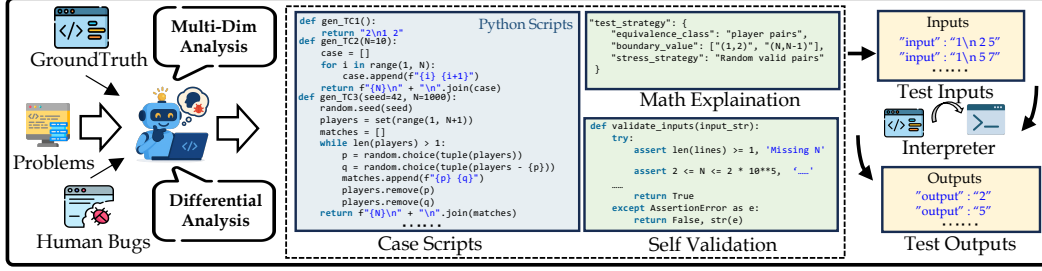 GroundTruth
Problems
Human Bugs
Multi-Dim
Analysis
Differential
Analysis
Python Scripts
def gen_TC1():
return "2\n1 2"
def gen_TC2(N=10):
case = []
for i in range(1, N):
case.append(f"{i} {i+1}")
return f"{N}\n" + "\n".join(case)
def gen_TC3(seed=42, N=1000):
random.seed(seed)
players = set(range(1, N+1))
matches = []
while len(players) > 1:
p = random.choice(tuple(players))
q = random.choice(tuple(players - {p}))
matches.append(f"{p} {q}")
players.remove(p)
players.remove(q)
return f"{N}\n" + "\n".join(matches)
......
Case Scripts
"test_strategy": {
"equivalence_class": "player pairs",
"boundary_value": ["(1,2)", "(N,N-1)"],
"stress_strategy": "Random valid pairs"
}
Math Explaination
def validate_inputs(input_str):
try:
assert len(lines) >= 1, 'Missing N'
assert 2 <= N <= 2 * 10**5, '……'
……
return True
except AssertionError as e:
return False, str(e)
Self Validation
Inputs
"input" : "1\n 2 5"
"input" : "1\n 5 7"
......
Test Inputs
Interpreter
Outputs
"output" : "2"
"output" : "5"
......
Test Outputs